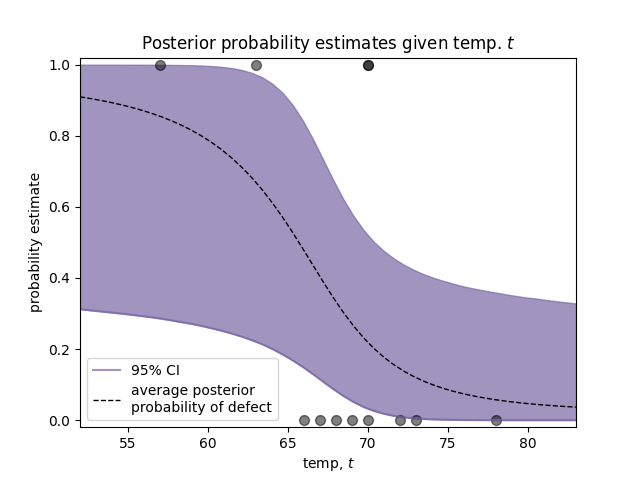 Posterior probability estimates given temp. t
1.0
0.8
0.6
0.4
0.2
0.0
probability estimate
95% CI
average posterior
probability of defect
55 60 65 70 75 80
temp, t